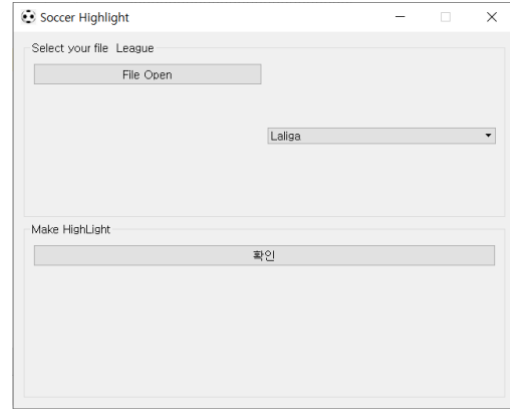 Soccer Highlight
Select your file League
File Open
Laliga
Make HighLight
확인